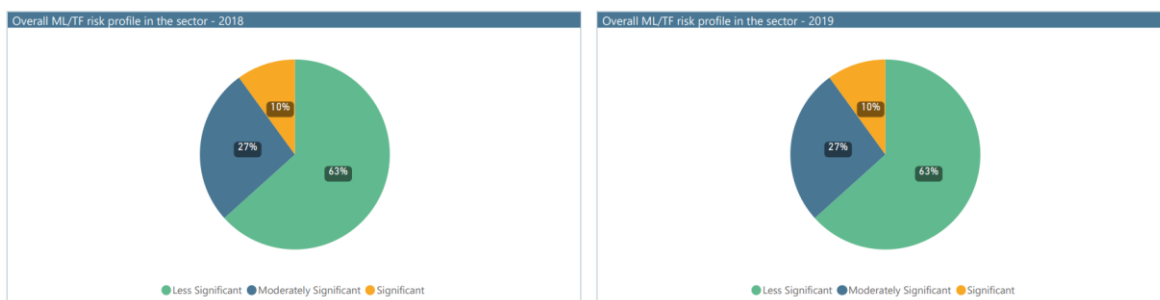 Overall ML/TF risk profile in the sector - 2018
10%
27%
63%
Less Significant Moderately Significant Significant
Overall ML/TF risk profile in the sector - 2019
10%
27%
63%
Less Significant Moderately Significant Significant